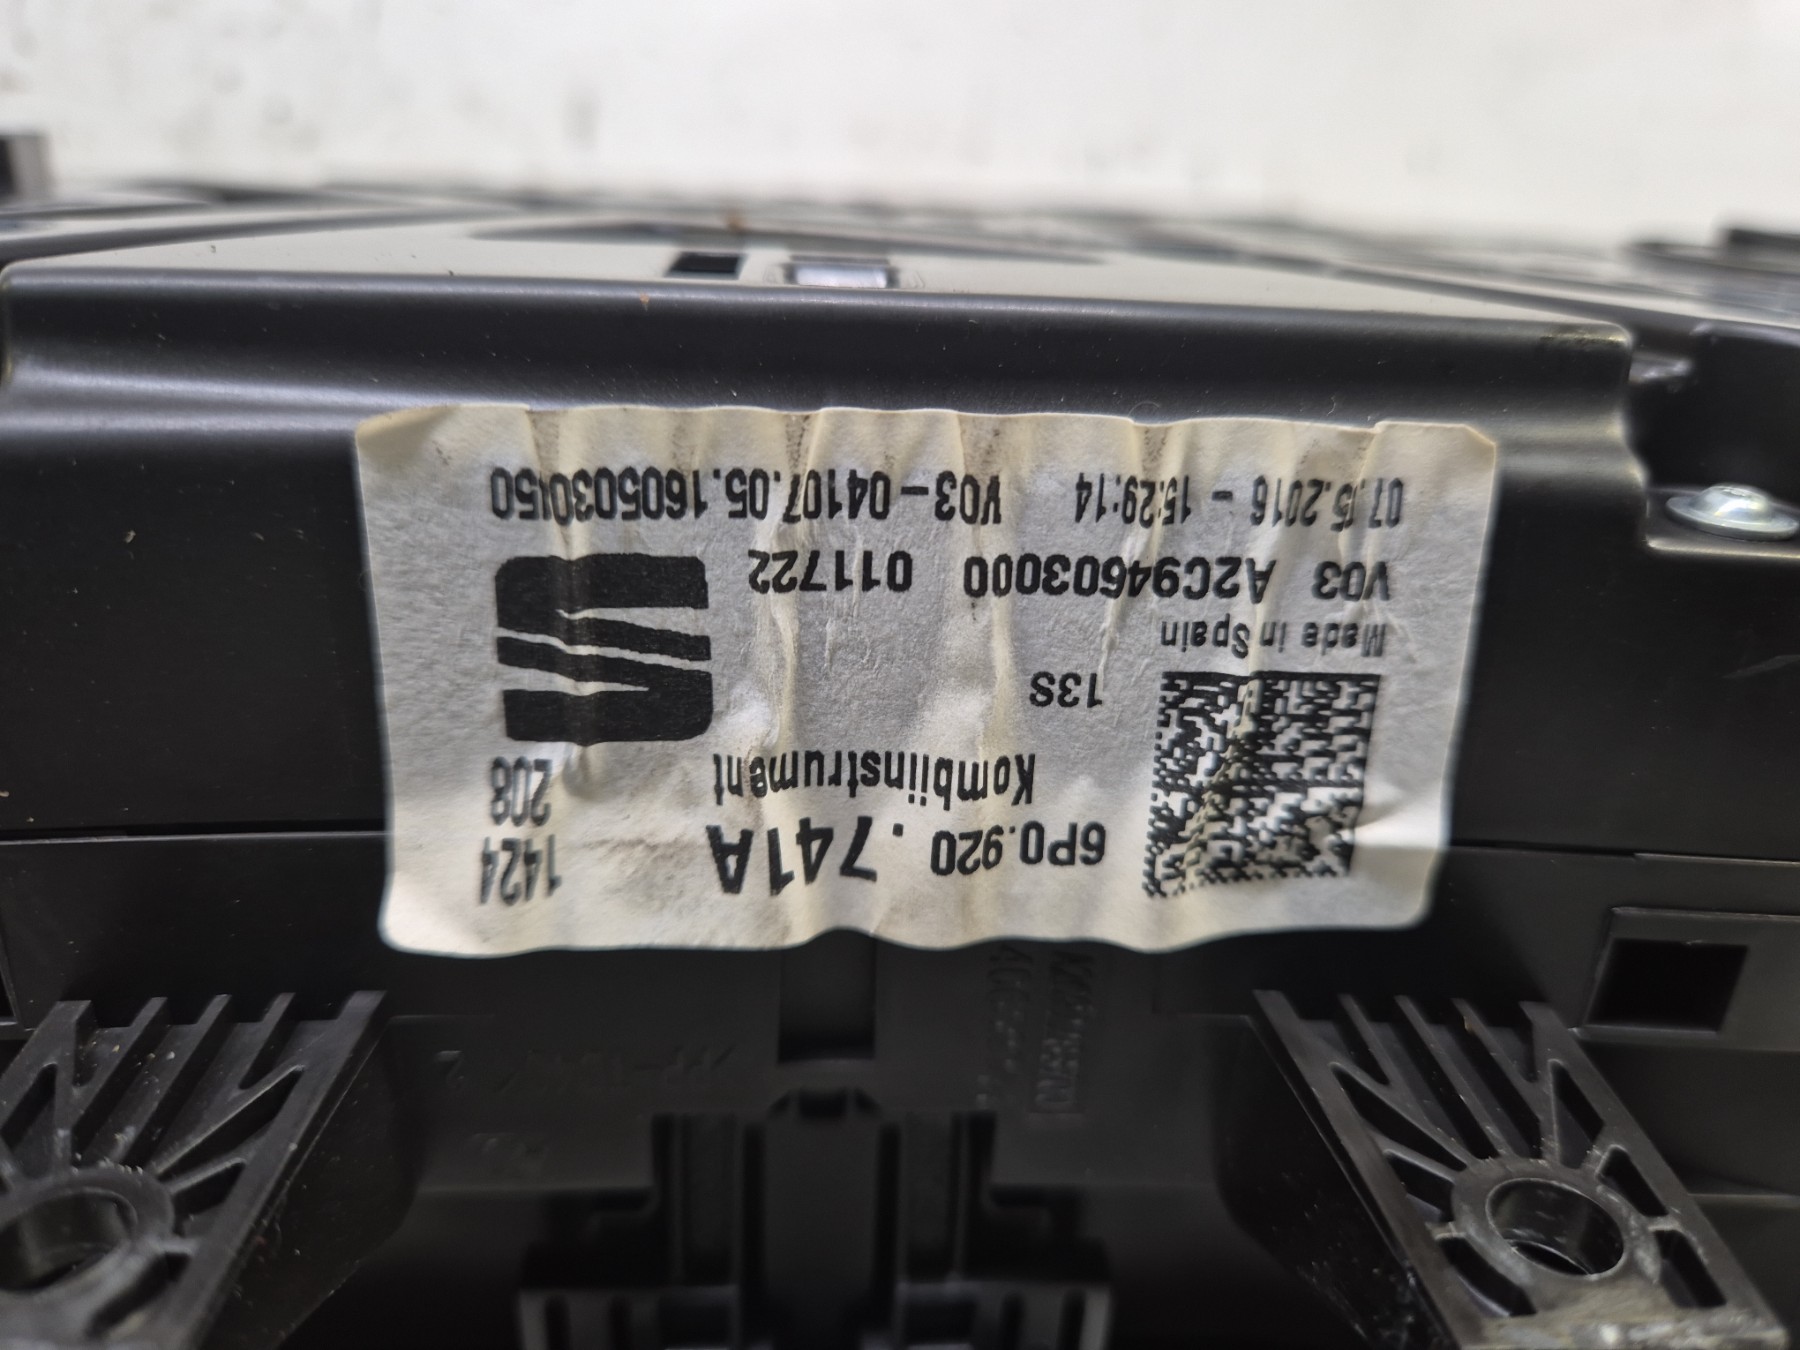 6P0.920 .741A 1424
Kombiinstrument 208
13S
Made in Spain
V03 A2C94603000 011722
07.05.2016 - 15:29:14 V03-04107.05.1605030450